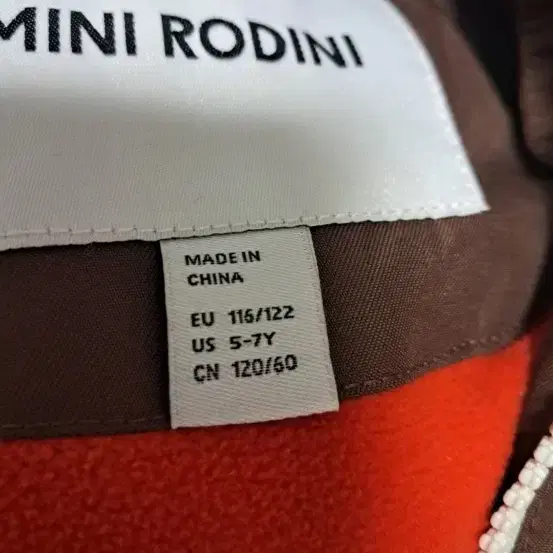 MINI RODINI
MADE IN
CHINA
EU 116/122
US 5-7Y
CN 120/60